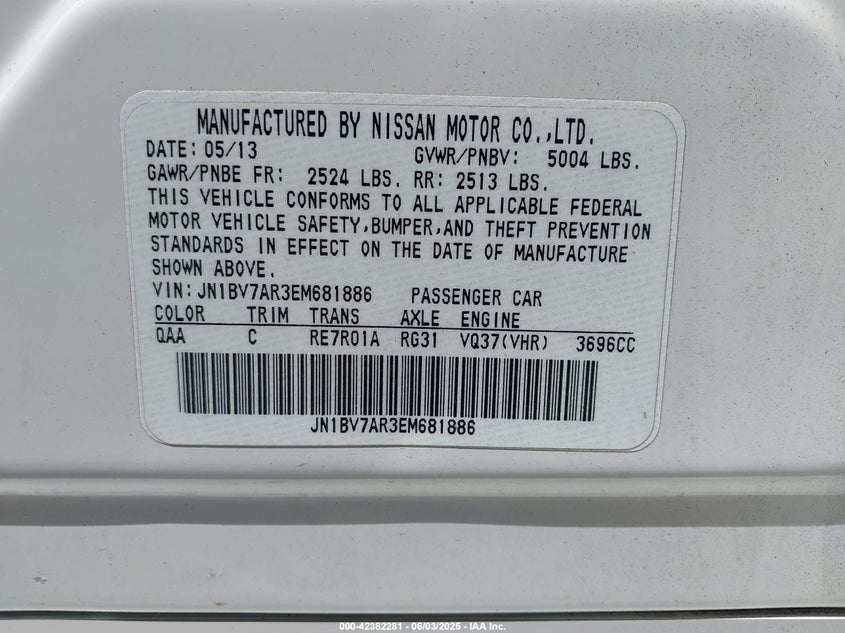 MANUFACTURED BY NISSAN MOTOR CO.,LTD.
DATE: 05/13 GVWR/PNBV: 5004 LBS.
GAWR/PNBE FR: 2524 LBS. RR: 2513 LBS.
THIS VEHICLE CONFORMS TO ALL APPLICABLE FEDERAL
MOTOR VEHICLE SAFETY,BUMPER,AND THEFT PREVENTION
STANDARDS IN EFFECT ON THE DATE OF MANUFACTURE
SHOWN ABOVE.
VIN: JN1BV7AR3EM681886 PASSENGER CAR
COLOR TRIM TRANS AXLE ENGINE
QAA C RE7R01A RG31 VQ37(VHR) 3696CC
JN1BV7AR3EM681886
000-42382281 - 06/03/2025 - IAA Inc.